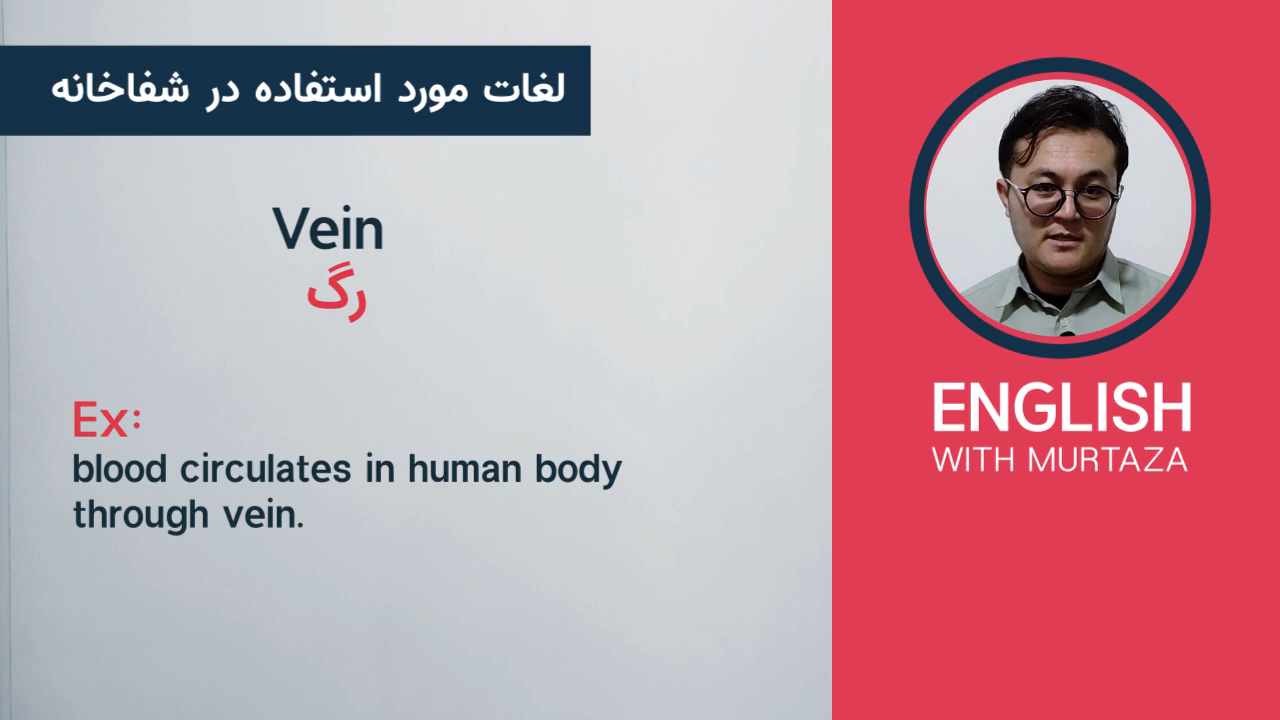 لغات مورد استفاده در شفاخانه
Vein
رگ
Ex:
blood circulates in human body
through vein.
ENGLISH
WITH MURTAZA